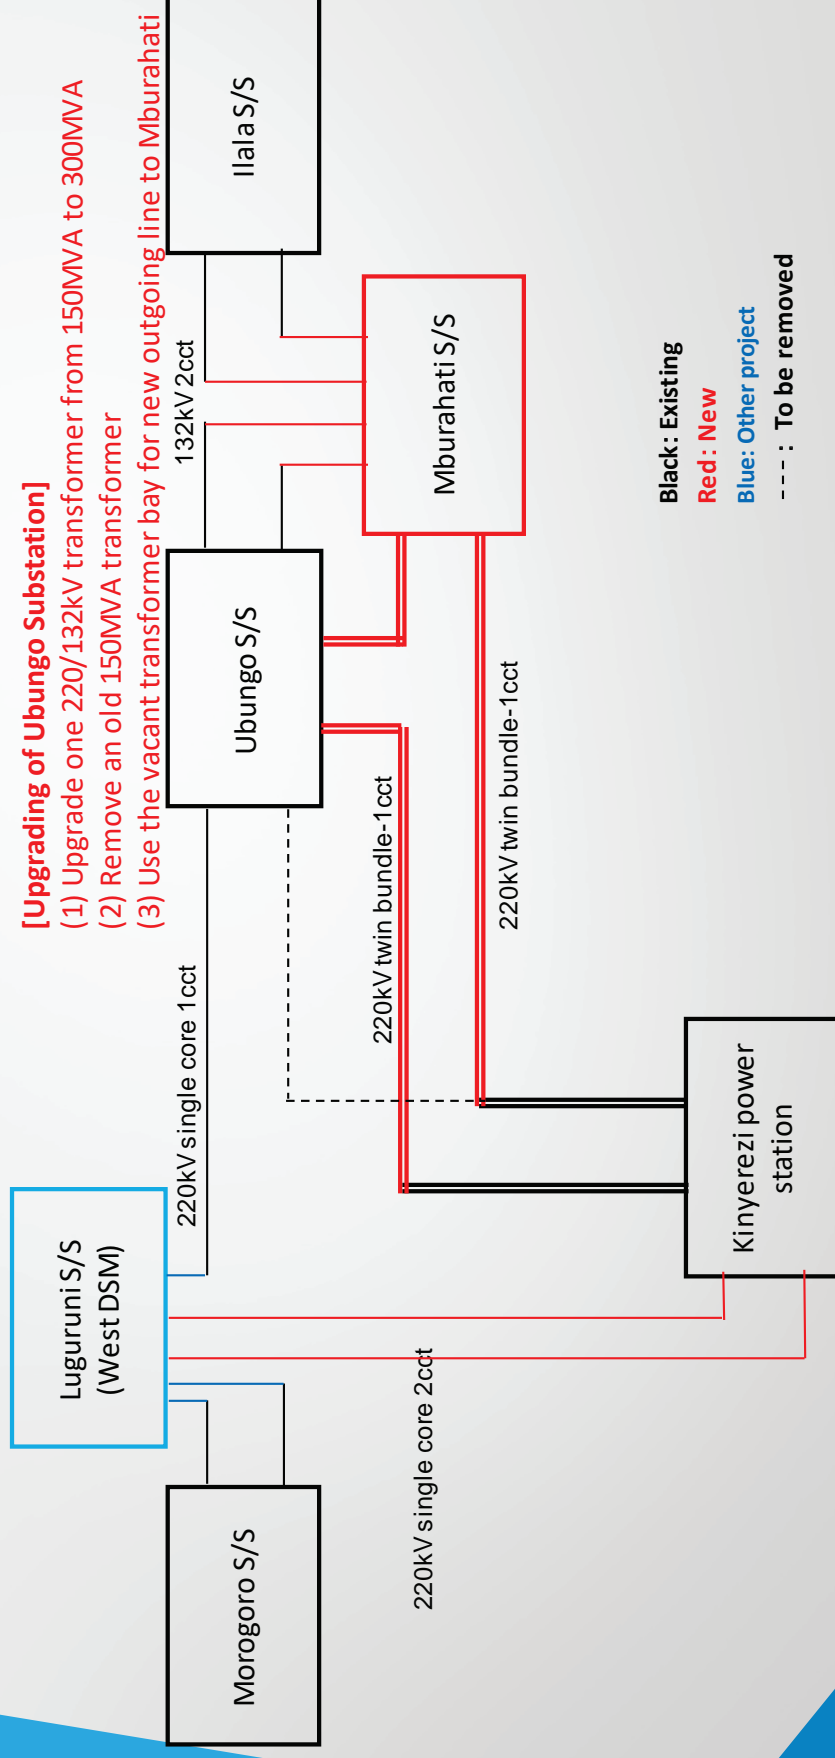 [Upgrading of Ubungo Substation]
(1) Upgrade one 220/132kV transformer from 150MVA to 300MVA
(2) Remove an old 150MVA transformer
(3) Use the vacant transformer bay for new outgoing line to Mburahati
Luguruni S/S
(West DSM)
220kV single core 1cct
132kV 2cct
Morogoro S/S
Ubungo S/S
Ilala S/S
220kV twin bundle-1cct
Mburahati S/S
220kV single core 2cct
220kV twin bundle-1cct
Kinyerezi power
station
Black: Existing
Red: New
Blue: Other project
---: To be removed